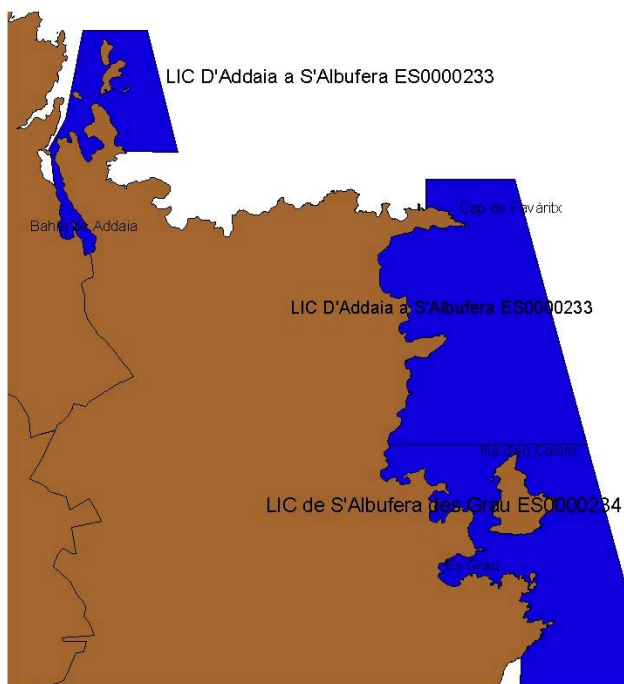 LIC D'Addaia a S'Albufera ES0000233
Cap de Favàritx
Bahía de Addaia
LIC D'Addaia a S'Albufera ES0000233
Illa d'en Colom
LIC de S'Albufera des Grau ES0000234
Es Grau